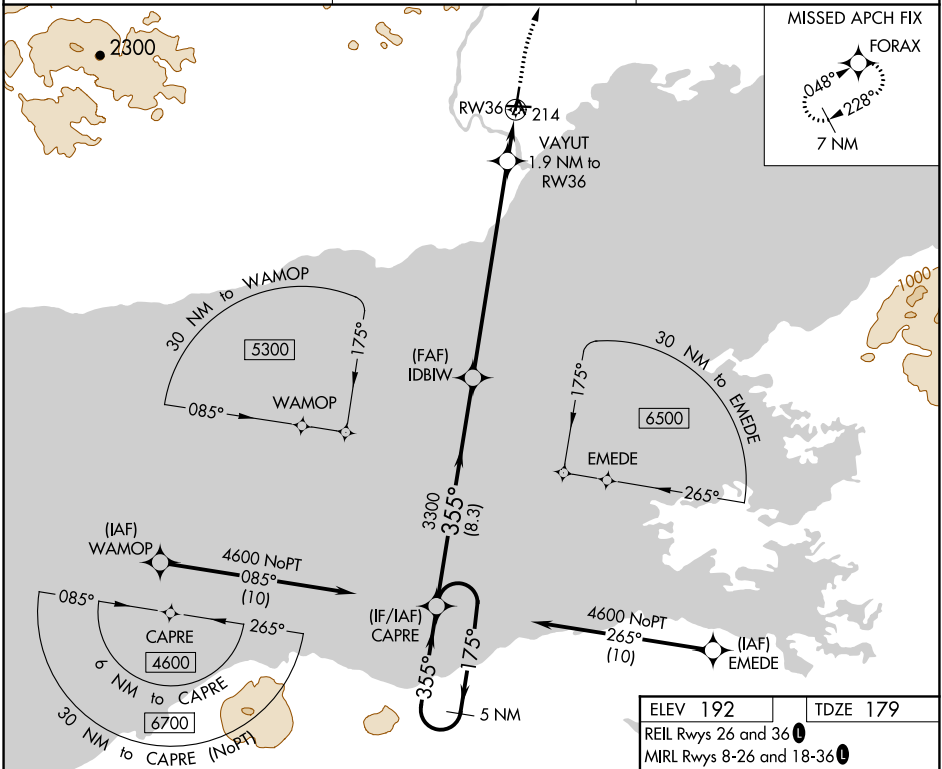 MISSED APCH FIX
FORAX
048°
228°
7 NM
2300
RW36
214
VAYUT
1.9 NM to
RW36
1000
30 NM to WAMOP
5300
175°
085°
WAMOP
(FAF)
IDBIW
30 NM to EMEDE
175°
6500
EMEDE
265°
3300
355°
(8.3)
(IAF)
WAMOP
4600 NoPT
085°
(10)
(IF/IAF)
CAPRE
4600 NoPT
265°
(10)
(IAF)
EMEDE
085°
265°
CAPRE
4600
6 NM to CAPRE
6700
30 NM to CAPRE (NoPT)
355°
175°
5 NM
ELEV 192
TDZE 179
REIL Rwys 26 and 36 L
MIRL Rwys 8-26 and 18-36 L